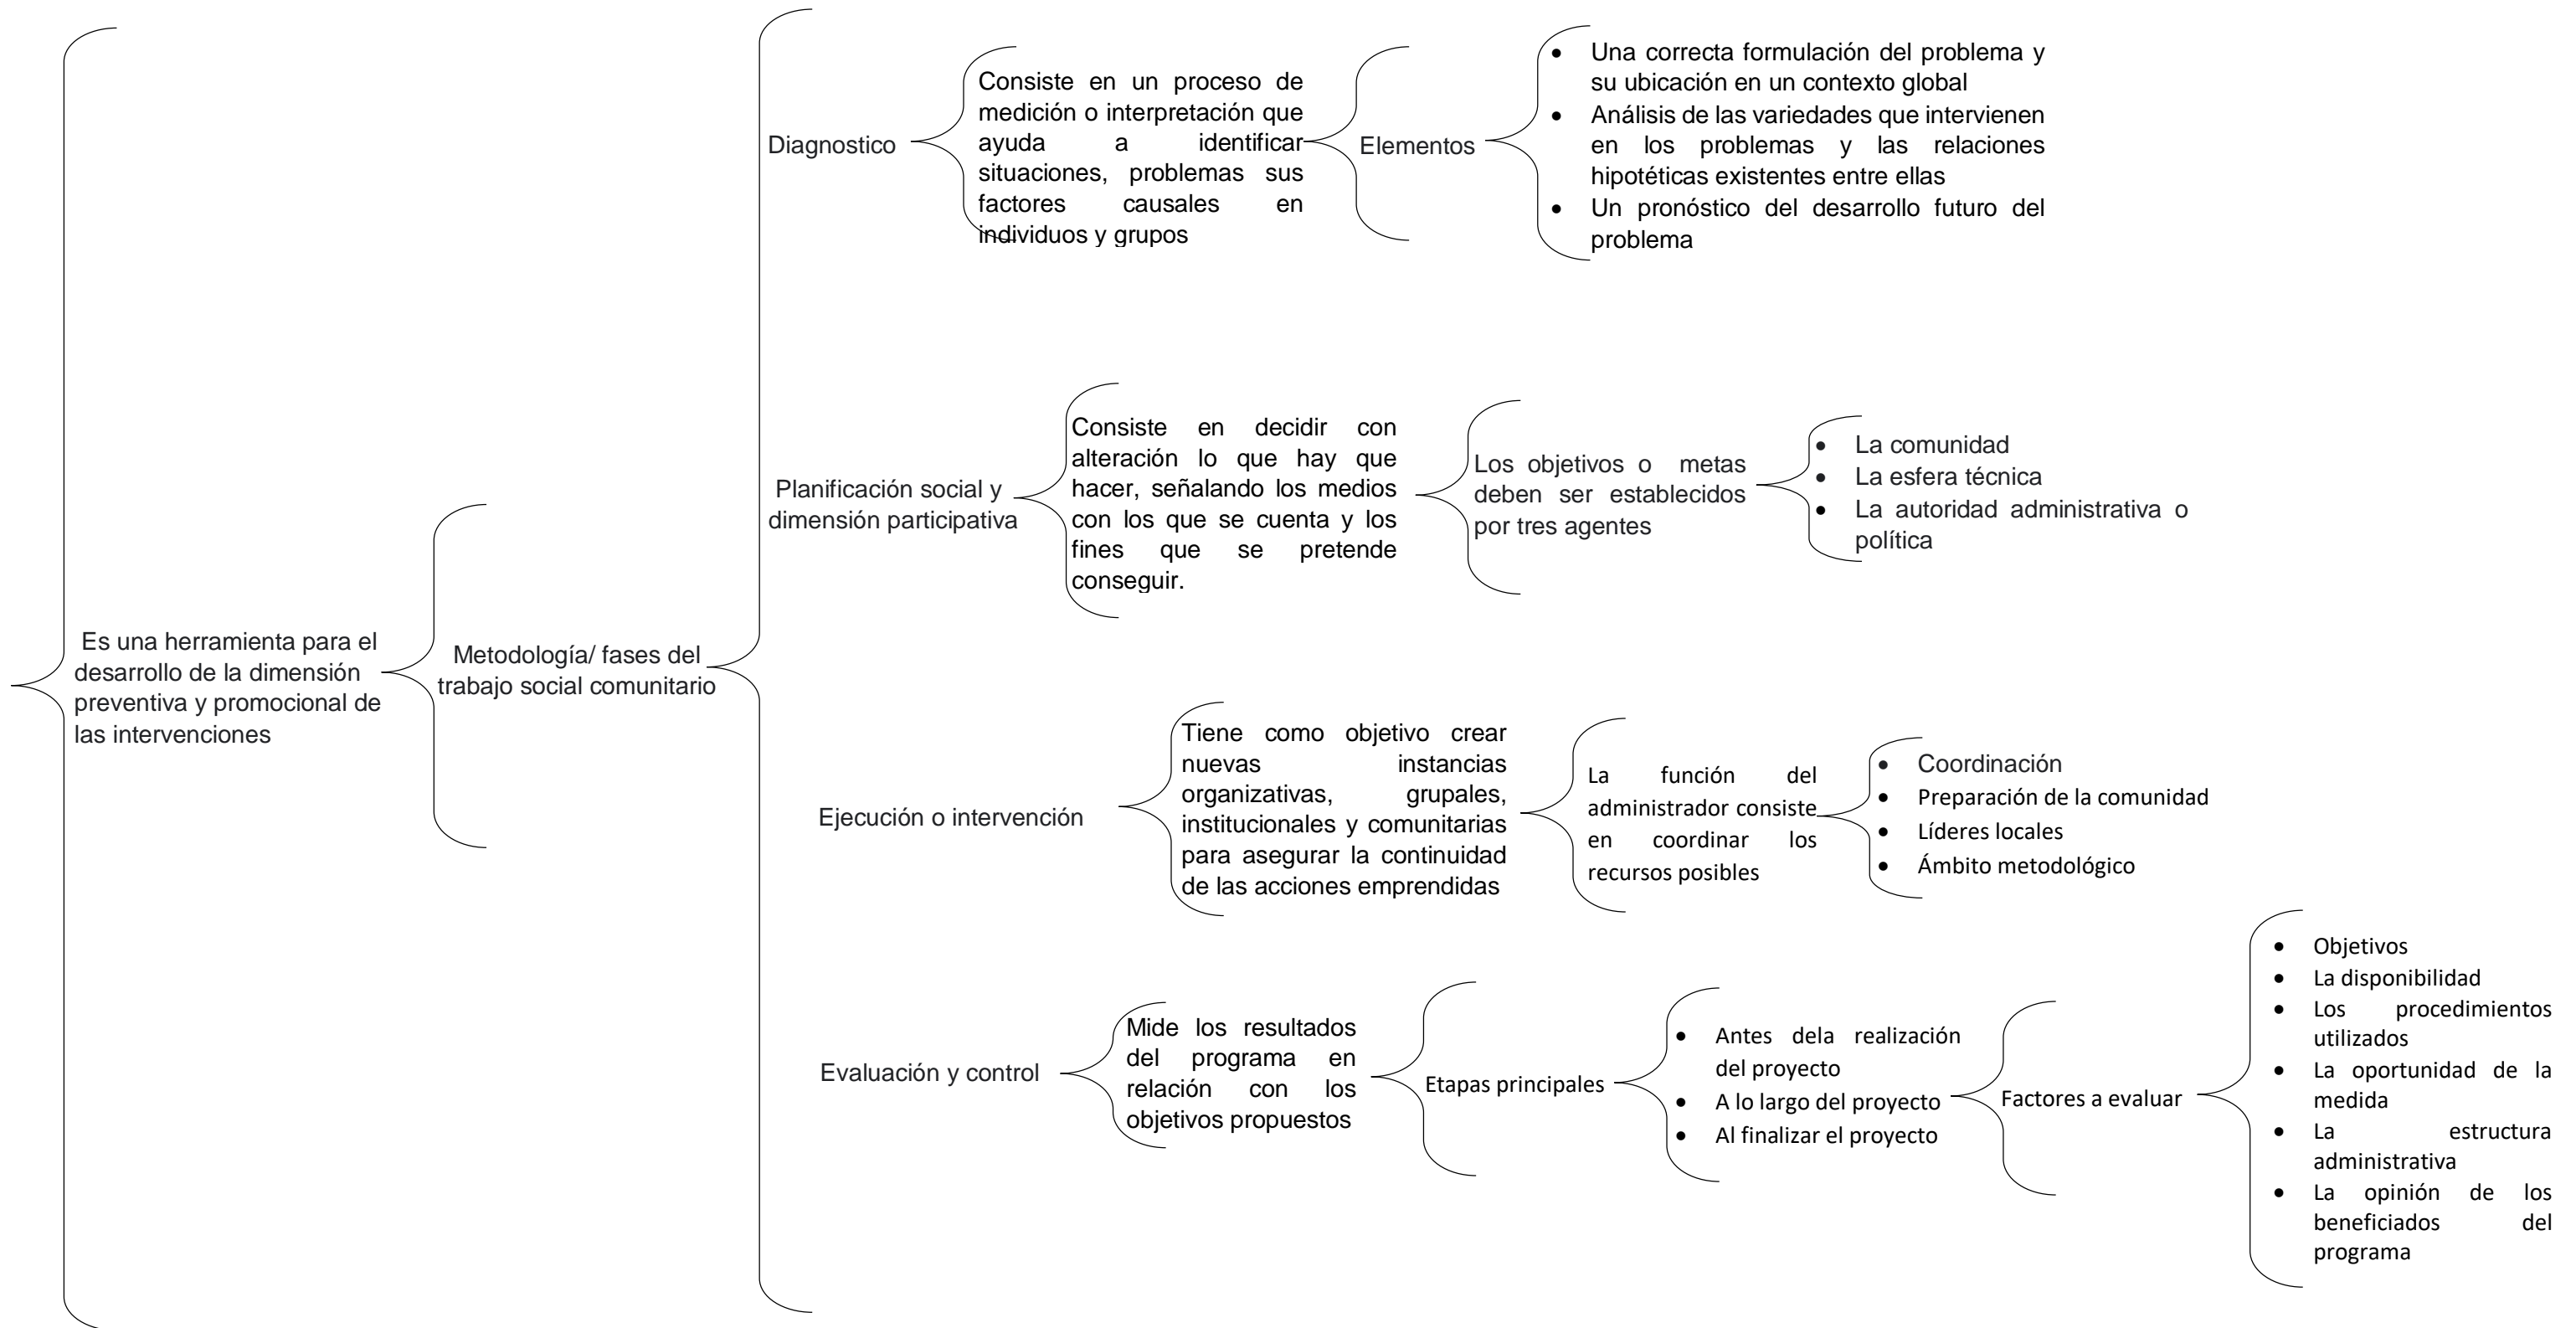 Es una herramienta para el
desarrollo de la dimensión
preventiva y promocional de
las intervenciones
Metodología/ fases del
trabajo social comunitario
Diagnostico
Consiste en un proceso de
medición o interpretación que
ayuda a identificar
situaciones, problemas sus
factores causales en
individuos y grupos
Elementos
• Una correcta formulación del problema y
su ubicación en un contexto global
• Análisis de las variedades que intervienen
en los problemas y las relaciones
hipotéticas existentes entre ellas
• Un pronóstico del desarrollo futuro del
problema
Planificación social y
dimensión participativa
Consiste en decidir con
alteración lo que hay que
hacer, señalando los medios
con los que se cuenta y los
fines que se pretende
conseguir.
Los objetivos o metas
deben ser establecidos
por tres agentes
• La comunidad
• La esfera técnica
• La autoridad administrativa o
política
Ejecución o intervención
Tiene como objetivo crear
nuevas instancias
organizativas, grupales,
institucionales y comunitarias
para asegurar la continuidad
de las acciones emprendidas
La función del
administrador consiste
en coordinar los
recursos posibles
• Coordinación
• Preparación de la comunidad
• Líderes locales
• Ámbito metodológico
Evaluación y control
Mide los resultados
del programa en
relación con los
objetivos propuestos
Etapas principales
• Antes dela realización
del proyecto
• A lo largo del proyecto
• Al finalizar el proyecto
Factores a evaluar
• Objetivos
• La disponibilidad
• Los procedimientos
utilizados
• La oportunidad de la
medida
• La estructura
administrativa
• La opinión de los
beneficiados del
programa